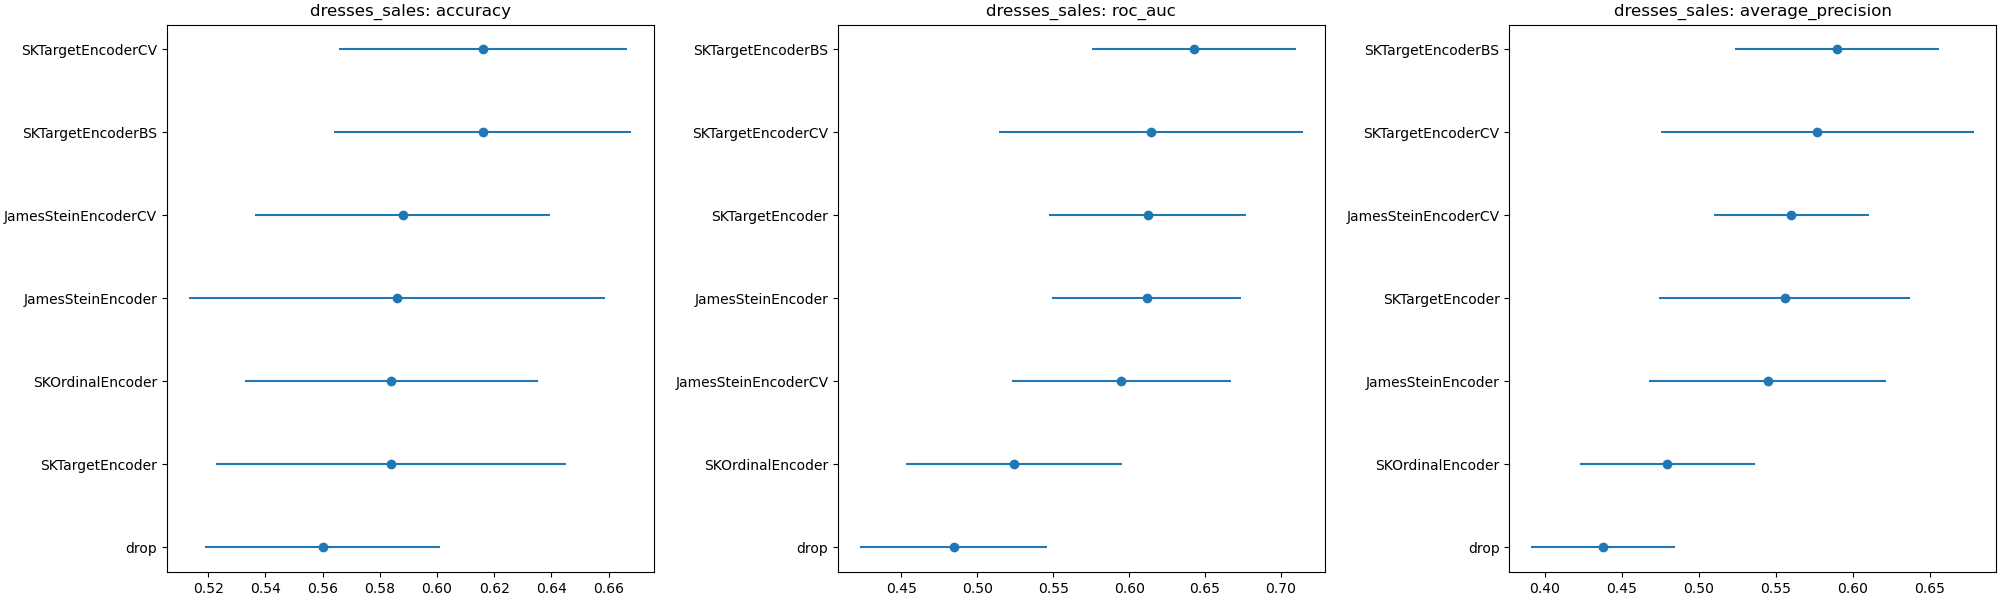 dresses_sales: accuracy
SKTargetEncoderCV
SKTargetEncoderBS
JamesSteinEncoderCV
JamesSteinEncoder
SKOrdinalEncoder
SKTargetEncoder
drop
0.52 0.54 0.56 0.58 0.60 0.62 0.64 0.66
dresses_sales: roc_auc
SKTargetEncoderBS
SKTargetEncoderCV
SKTargetEncoder
JamesSteinEncoder
JamesSteinEncoderCV
SKOrdinalEncoder
drop
0.45 0.50 0.55 0.60 0.65 0.70
dresses_sales: average_precision
SKTargetEncoderBS
SKTargetEncoderCV
JamesSteinEncoderCV
SKTargetEncoder
JamesSteinEncoder
SKOrdinalEncoder
drop
0.40 0.45 0.50 0.55 0.60 0.65